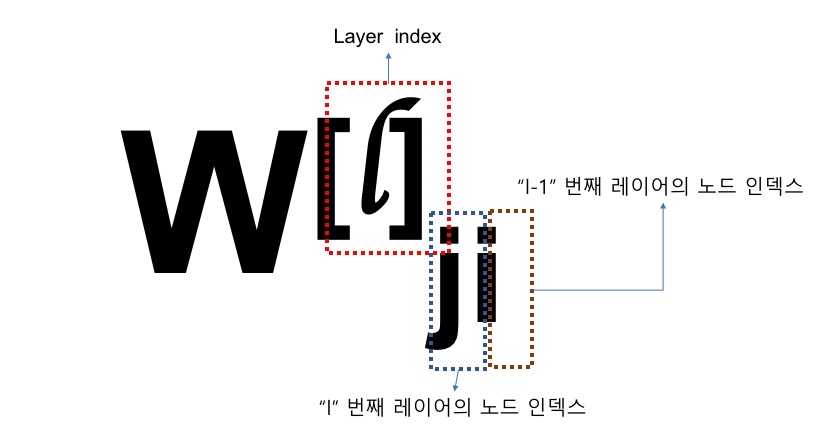 Layer index
W[l]ji
“l-1” 번째 레이어의 노드 인덱스
“l” 번째 레이어의 노드 인덱스